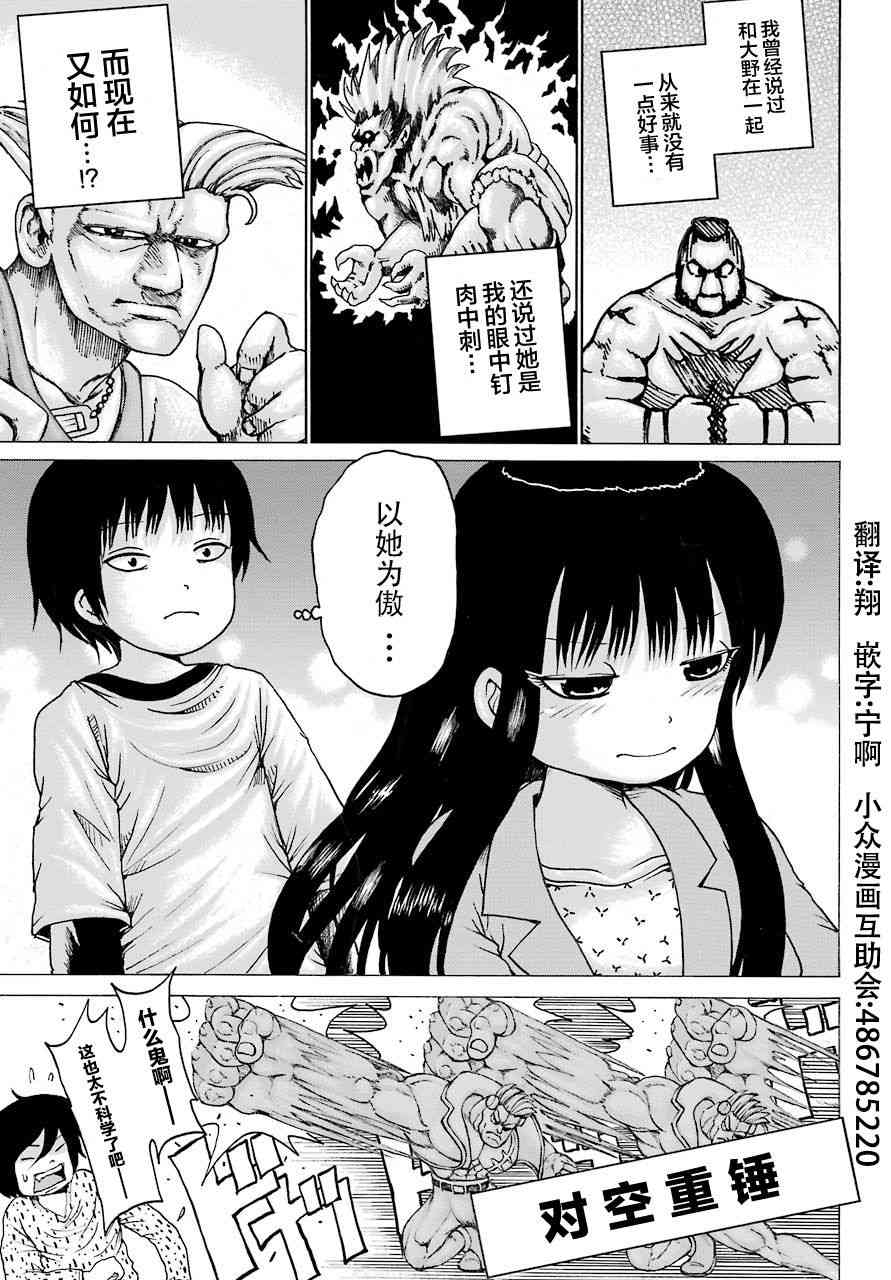 我曾经说过
和大野在一起
从来就没有
一点好事…
还说过她是
我的眼中钉
肉中刺…
而现在
又如何…
!?
以她为傲
…
对空重锤
什么鬼啊——
这也太不科学了吧——
翻译:翔 嵌字:宁啊 小众漫画互助会:486785220